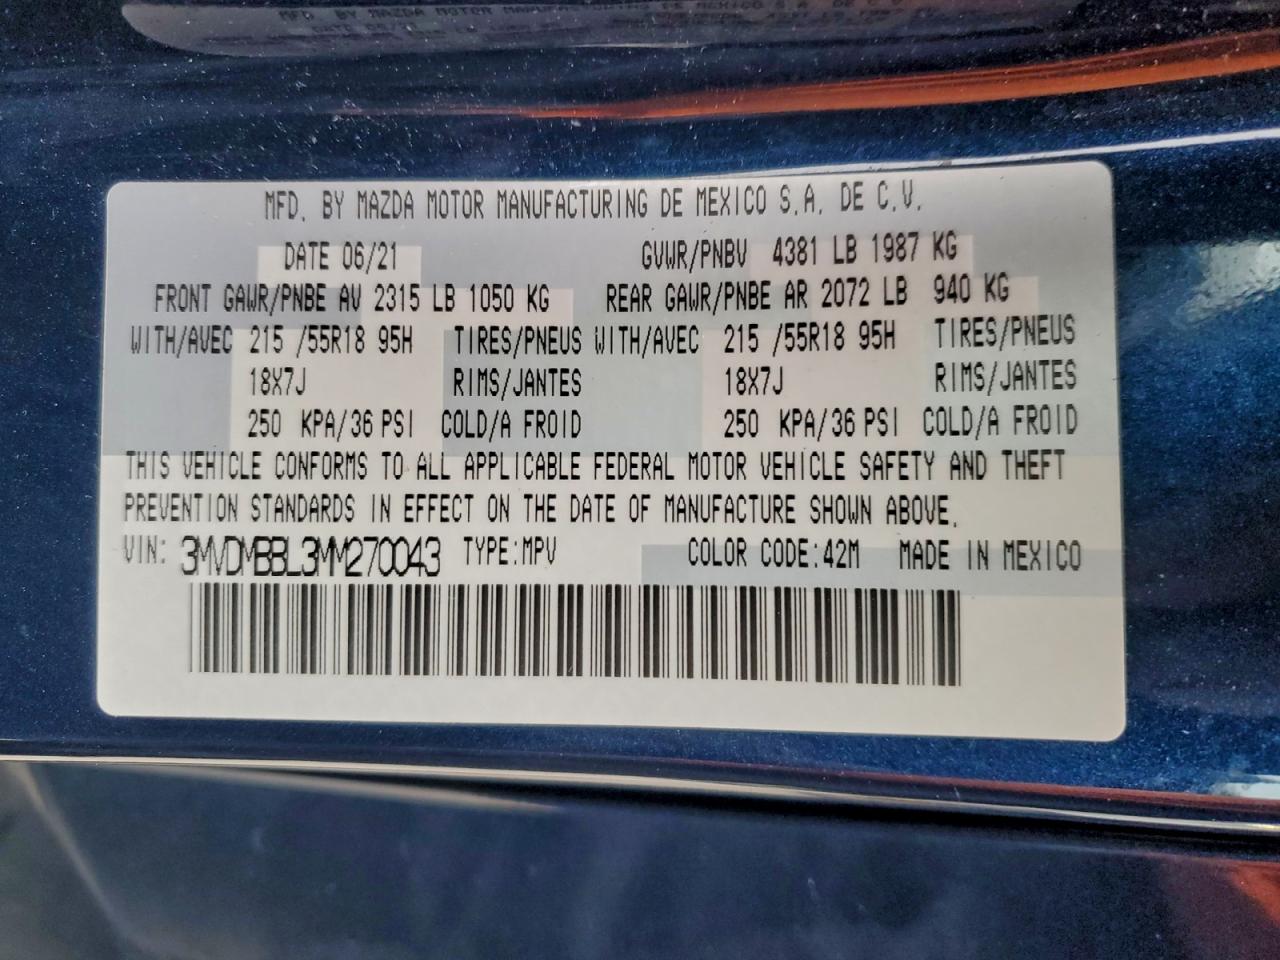 MFD. BY MAZDA MOTOR MANUFACTURING DE MEXICO S.A. DE C.V.
DATE 06/21 GVWR/PNBV 4381 LB 1987 KG
FRONT GAWR/PNBE AV 2315 LB 1050 KG REAR GAWR/PNBE AR 2072 LB 940 KG
WITH/AVEC 215 /55R18 95H TIRES/PNEUS WITH/AVEC 215 /55R18 95H TIRES/PNEUS
18X7J RIMS/JANTES 18X7J RIMS/JANTES
250 KPA/36 PSI COLD/A FROID 250 KPA/36 PSI COLD/A FROID
THIS VEHICLE CONFORMS TO ALL APPLICABLE FEDERAL MOTOR VEHICLE SAFETY AND THEFT
PREVENTION STANDARDS IN EFFECT ON THE DATE OF MANUFACTURE SHOWN ABOVE.
VIN: 3MVDMBBL3MM270043 TYPE:MPV COLOR CODE:42M MADE IN MEXICO